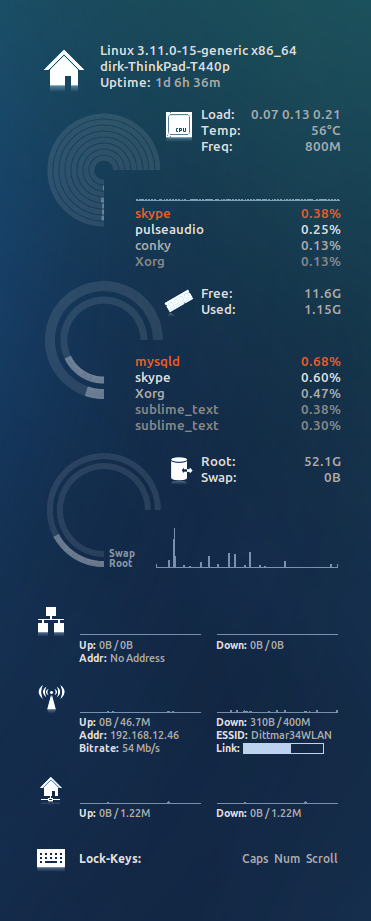 Linux 3.11.0-15-generic x86_64
dirk-ThinkPad-T440p
Uptime: 1d 6h 36m
CPU
Load: 0.07 0.13 0.21
Temp: 56°C
Freq: 800M
skype 0.38%
pulseaudio 0.25%
conky 0.13%
Xorg 0.13%
Free: 11.6G
Used: 1.15G
mysqld 0.68%
skype 0.60%
Xorg 0.47%
sublime_text 0.38%
sublime_text 0.30%
Root: 52.1G
Swap: 0B
Swap
Root
Up: 0B / 0B Down: 0B / 0B
Addr: No Address
Up: 0B / 46.7M Down: 310B / 400M
Addr: 192.168.12.46 ESSID: Dittmar34WLAN
Bitrate: 54 Mb/s Link:
Up: 0B / 1.22M Down: 0B / 1.22M
Lock-Keys: Caps Num Scroll